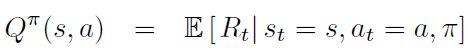 Q^π(s, a) = 𝔼 [R_t | s_t = s, a_t = a, π]